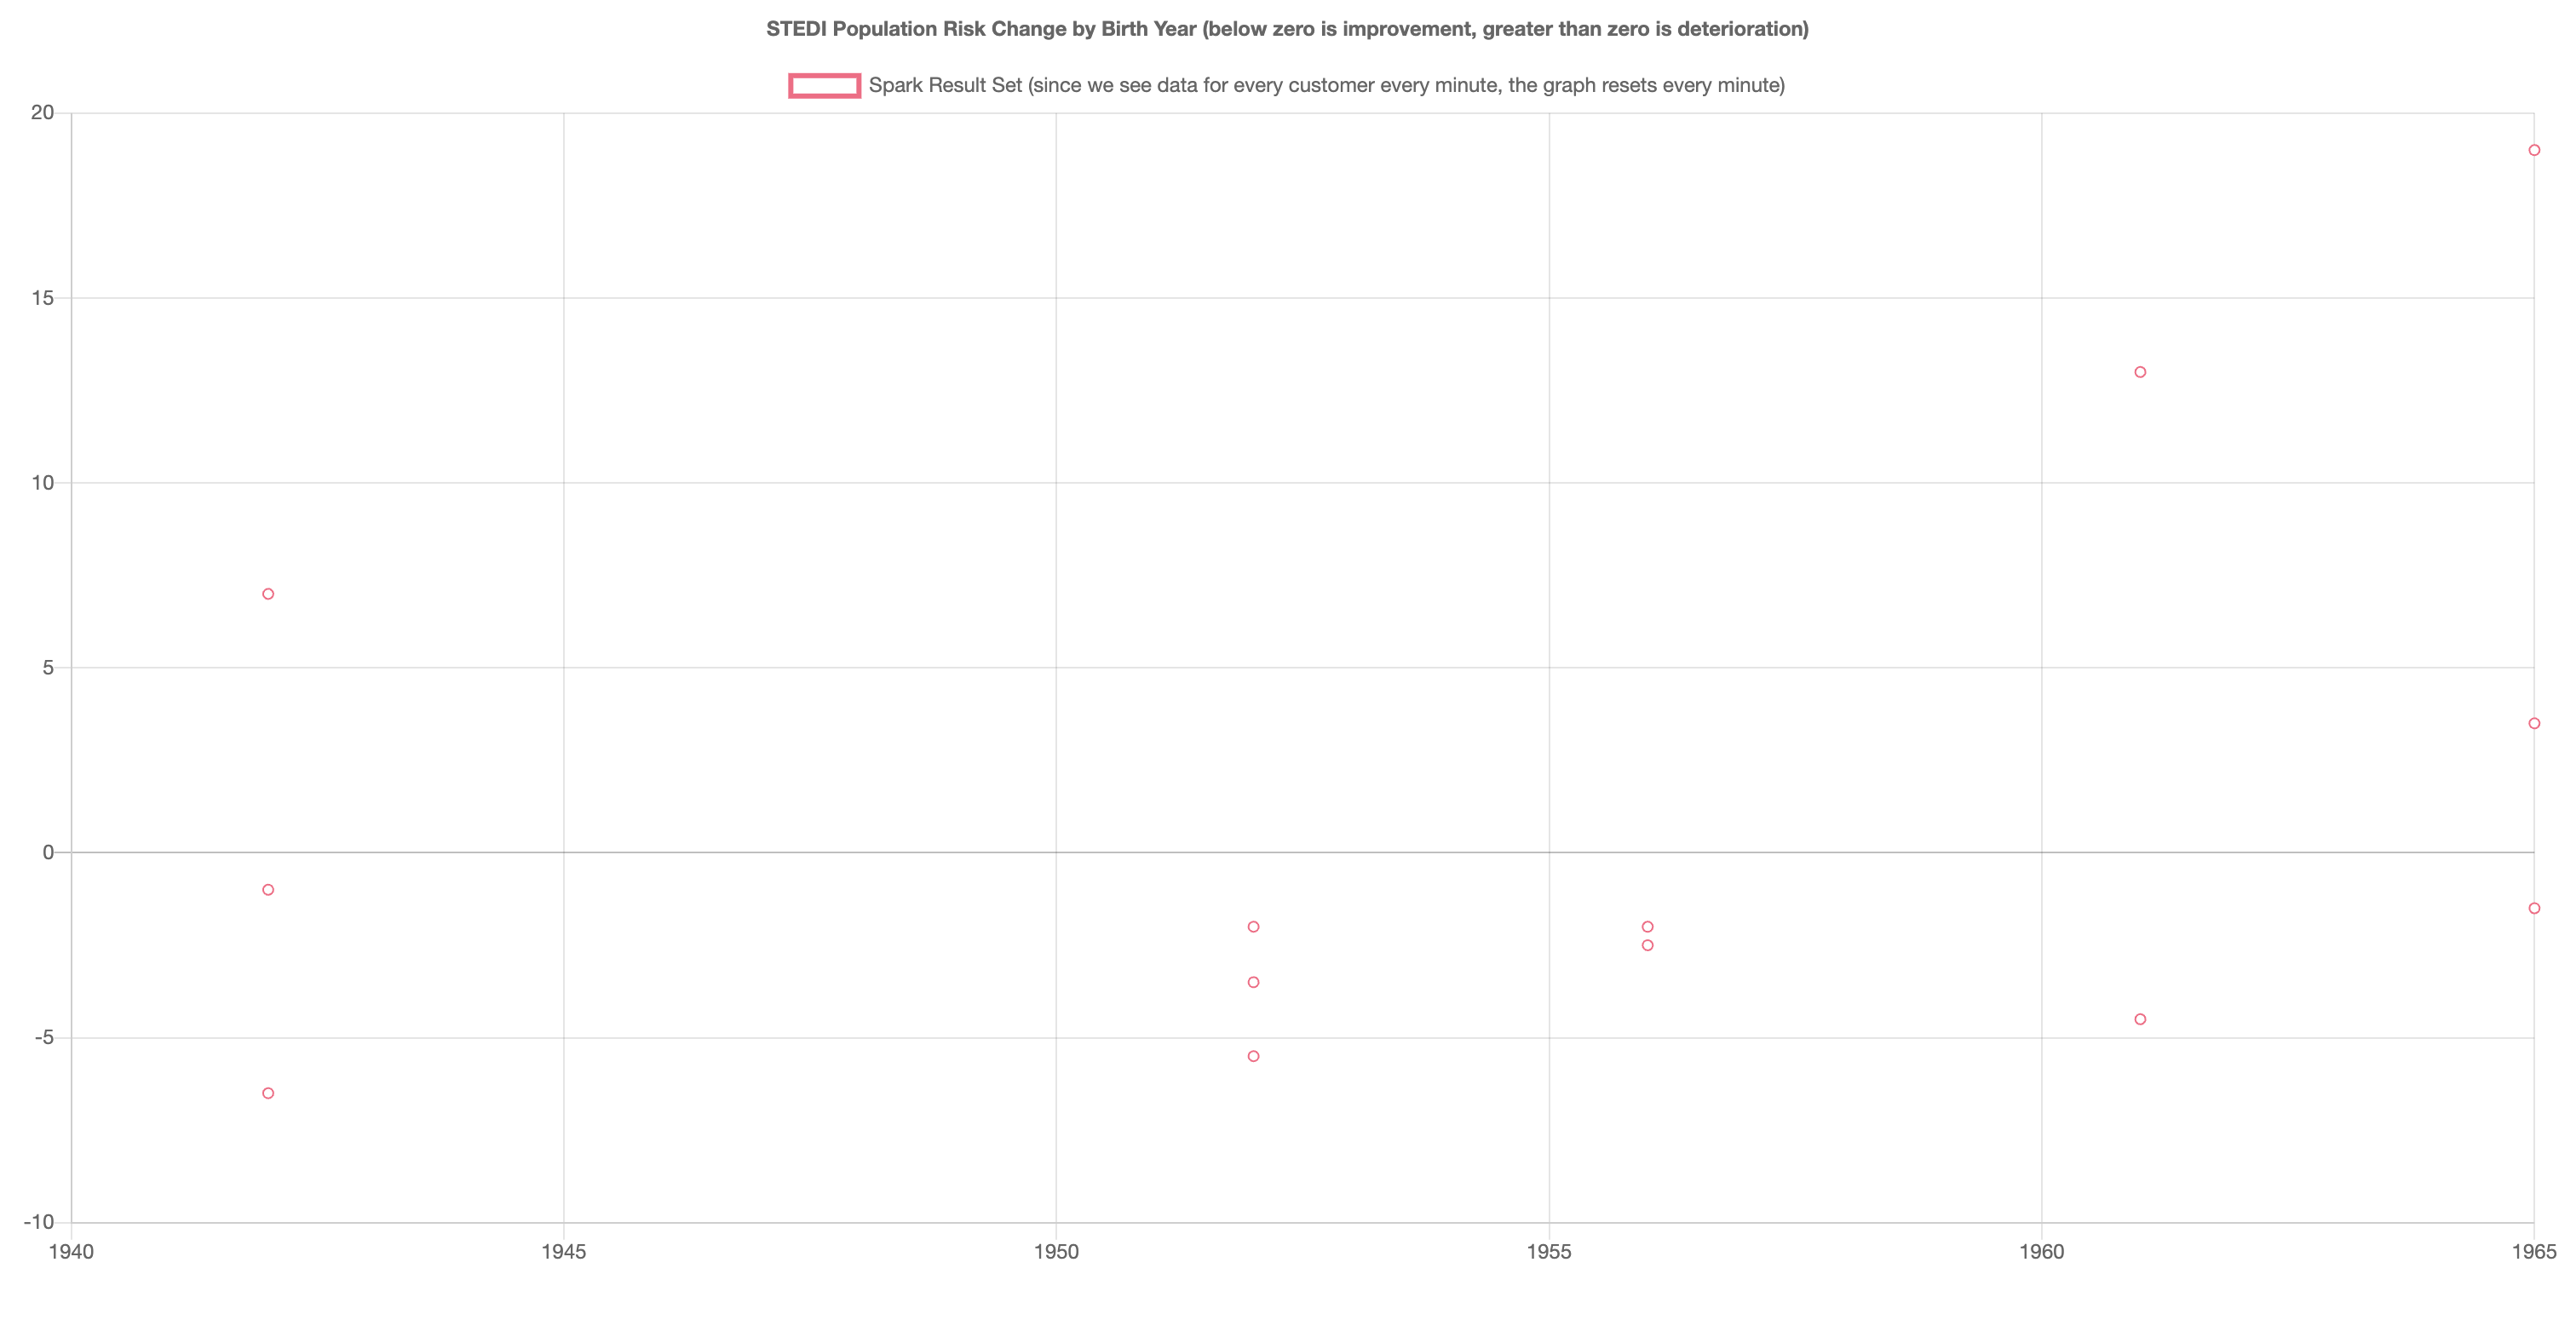 STEDI Population Risk Change by Birth Year (below zero is improvement, greater than zero is deterioration)
Spark Result Set (since we see data for every customer every minute, the graph resets every minute)
20
15
10
5
0
-5
-10
1940 1945 1950 1955 1960 1965